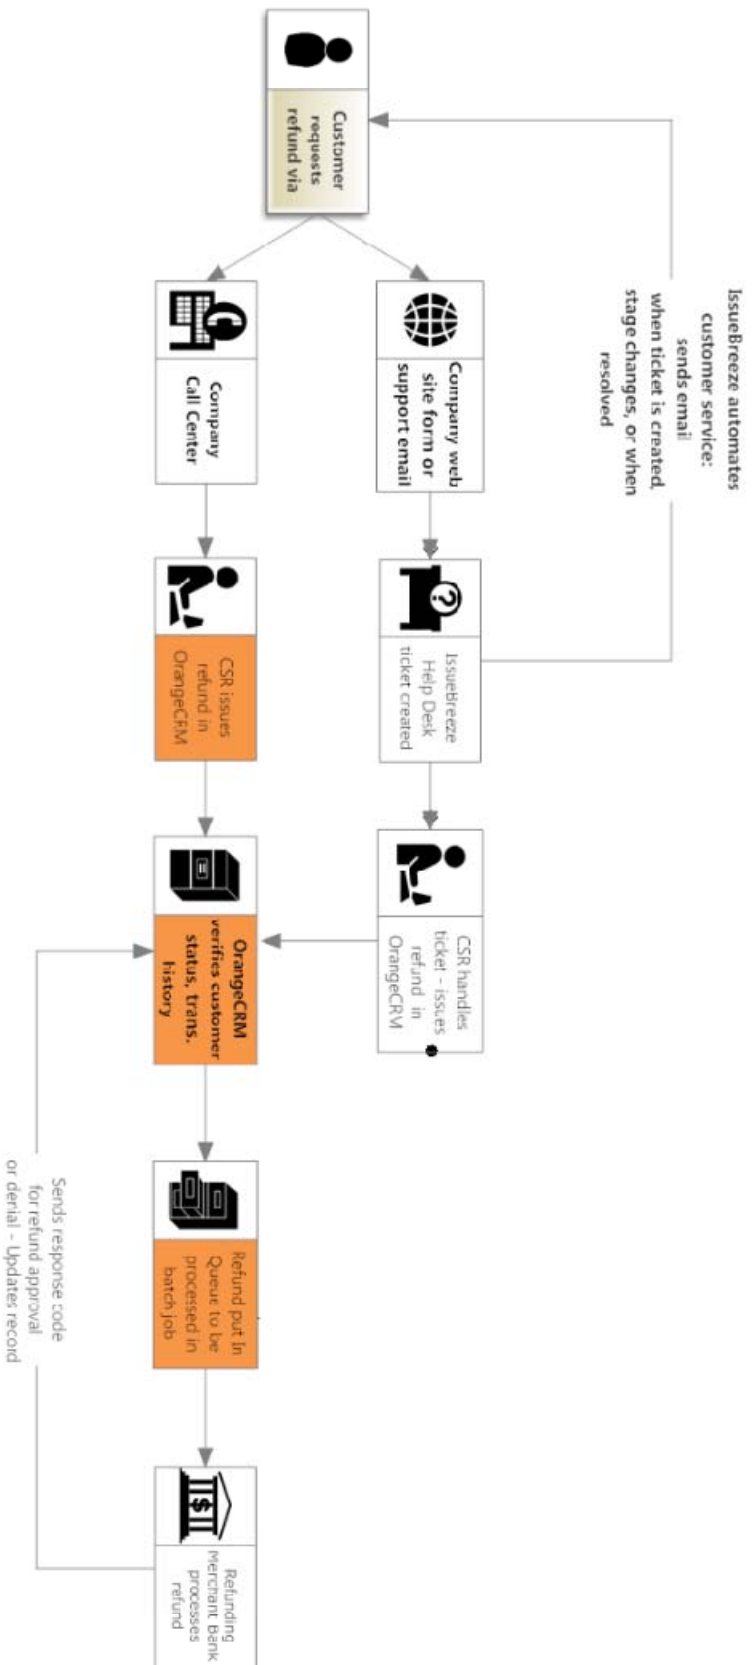 IssueBreeze automates
customer service:
sends email
when ticket is created,
stage changes, or when
resolved
Customer
requests
refund via
Company web
site form or
support email
IssueBreeze
Help Desk
ticket created
CSR handles
ticket - issues
refund in
OrangeCRM
Company
Call Center
CSR issues
refund in
OrangeCRM
OrangeCRM
verifies customer
status, trans.
history
Refund put In
Queue to be
processed in
batch job
Refunding
Merchant Bank
processes
refund
Sends response code
for refund approval
or denial - Updates record